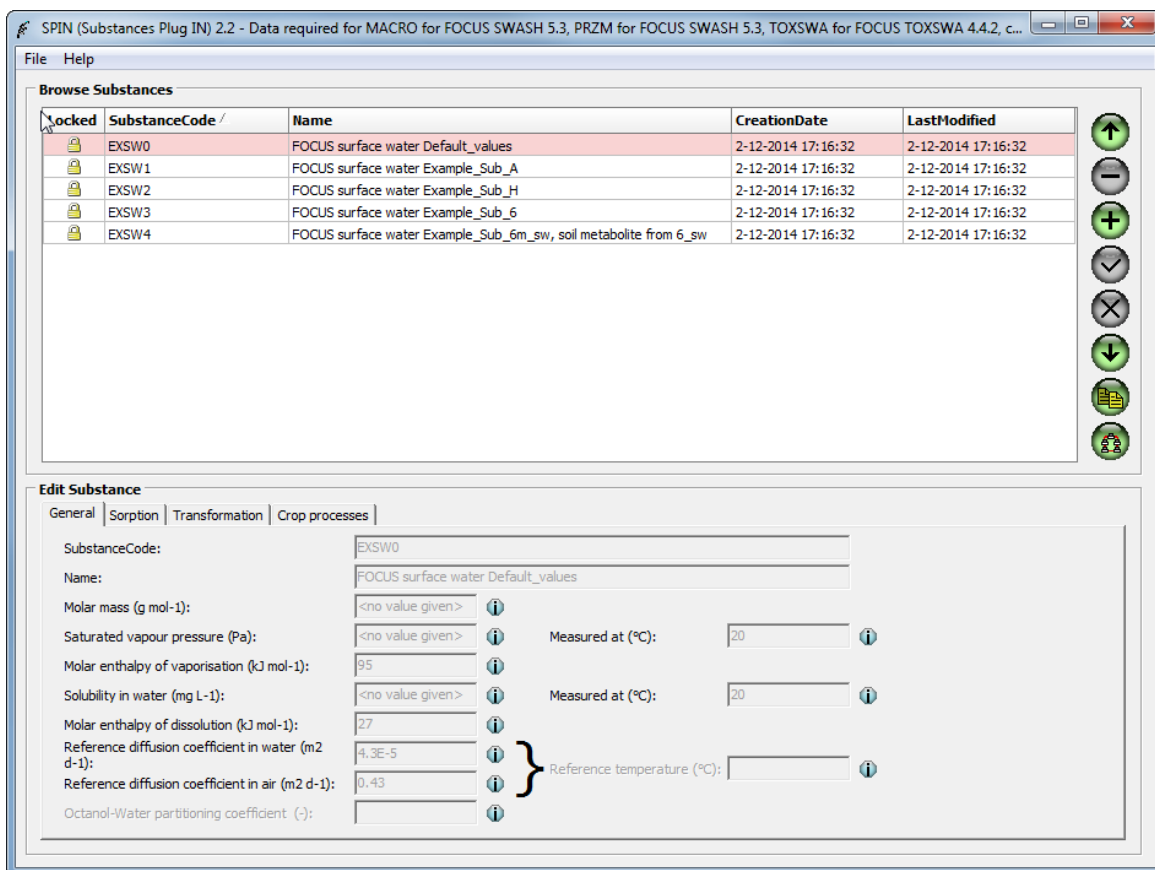 SPIN (Substances Plug IN) 2.2 - Data required for MACRO for FOCUS SWASH 5.3, PRZM for FOCUS SWASH 5.3, TOXSWA for FOCUS TOXSWA 4.4.2, c...
File Help
Browse Substances
Locked SubstanceCode Name CreationDate LastModified
EXSW0 FOCUS surface water Default_values 2-12-2014 17:16:32 2-12-2014 17:16:32
EXSW1 FOCUS surface water Example_Sub_A 2-12-2014 17:16:32 2-12-2014 17:16:32
EXSW2 FOCUS surface water Example_Sub_H 2-12-2014 17:16:32 2-12-2014 17:16:32
EXSW3 FOCUS surface water Example_Sub_6 2-12-2014 17:16:32 2-12-2014 17:16:32
EXSW4 FOCUS surface water Example_Sub_6m_sw, soil metabolite from 6_sw 2-12-2014 17:16:32 2-12-2014 17:16:32
Edit Substance
General Sorption Transformation Crop processes
SubstanceCode: EXSW0
Name: FOCUS surface water Default_values
Molar mass (g mol-1): <no value given>
Saturated vapour pressure (Pa): <no value given> Measured at (ºC): 20
Molar enthalpy of vaporisation (kJ mol-1): 95
Solubility in water (mg L-1): <no value given> Measured at (ºC): 20
Molar enthalpy of dissolution (kJ mol-1): 27
Reference diffusion coefficient in water (m2
d-1): 4.3E-5
Reference temperature (ºC):
Reference diffusion coefficient in air (m2 d-1): 0.43
Octanol-Water partitioning coefficient (-):